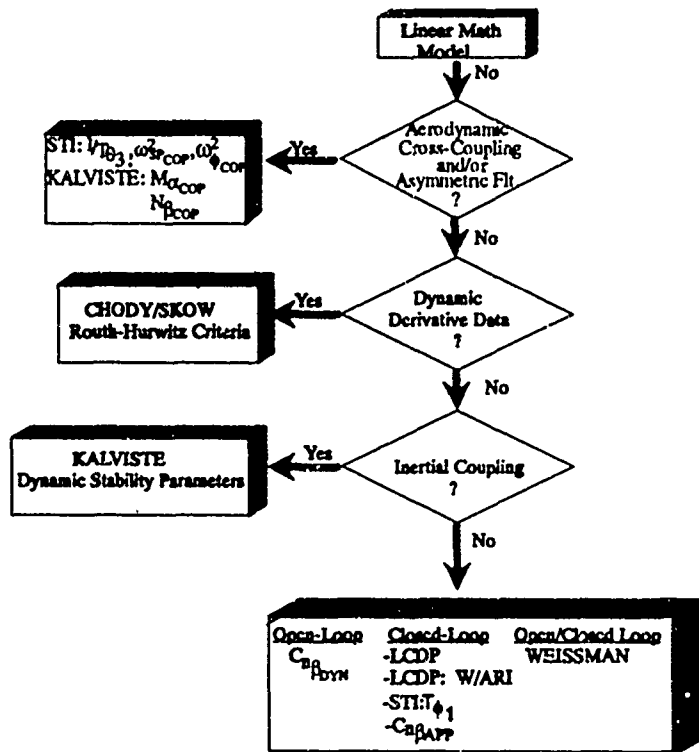 Linear Math
Model
No
Aerodynamic
Cross-Coupling
and/or
Asymmetric Flt
?
Yes
STI: 1/Tθ3; ω²SPCOP, ω²ΦCOP
KALVISTE: MαCOP
NβCOP
No
Dynamic
Derivative Data
?
Yes
CHODY/SKOW
Routh-Hurwitz Criteria
No
Inertial Coupling
?
Yes
KALVISTE
Dynamic Stability Parameters
No
Open-Loop Closed-Loop Open/Closed Loop
CnβDYN -LCDP WEISSMAN
-LCDP: W/ARI
-STI:TΦ1
-CnβAPP